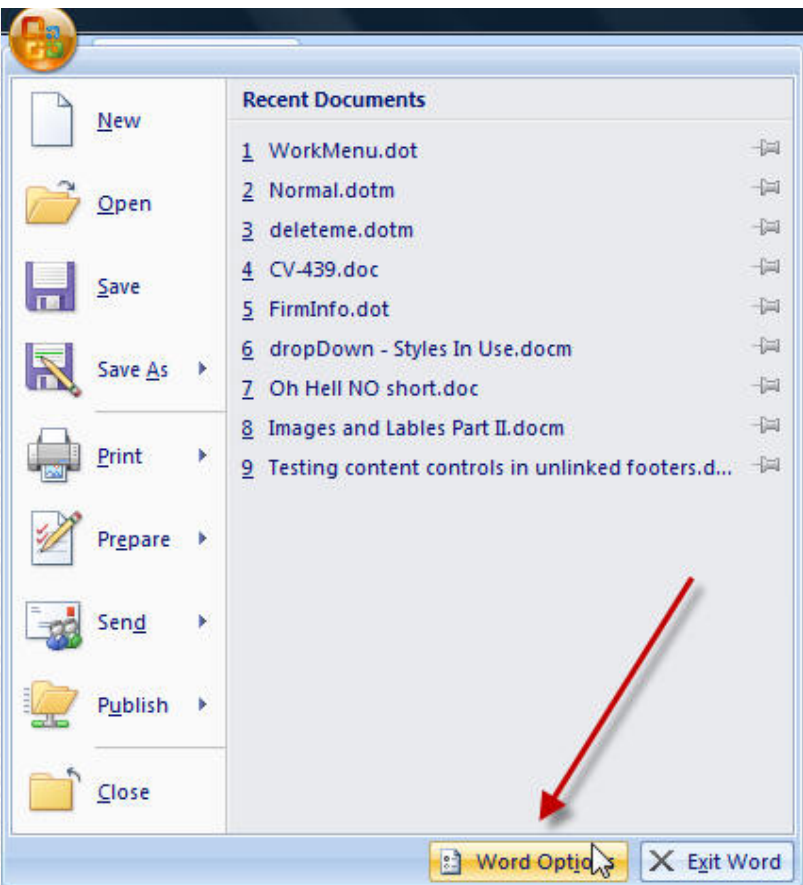 New
Open
Save
Save As
Print
Prepare
Send
Publish
Close
Recent Documents
1 WorkMenu.dot
2 Normal.dotm
3 deleteme.dotm
4 CV-439.doc
5 FirmInfo.dot
6 dropDown - Styles In Use.docm
7 Oh Hell NO short.doc
8 Images and Lables Part II.docm
9 Testing content controls in unlinked footers.d...
Word Options
Exit Word